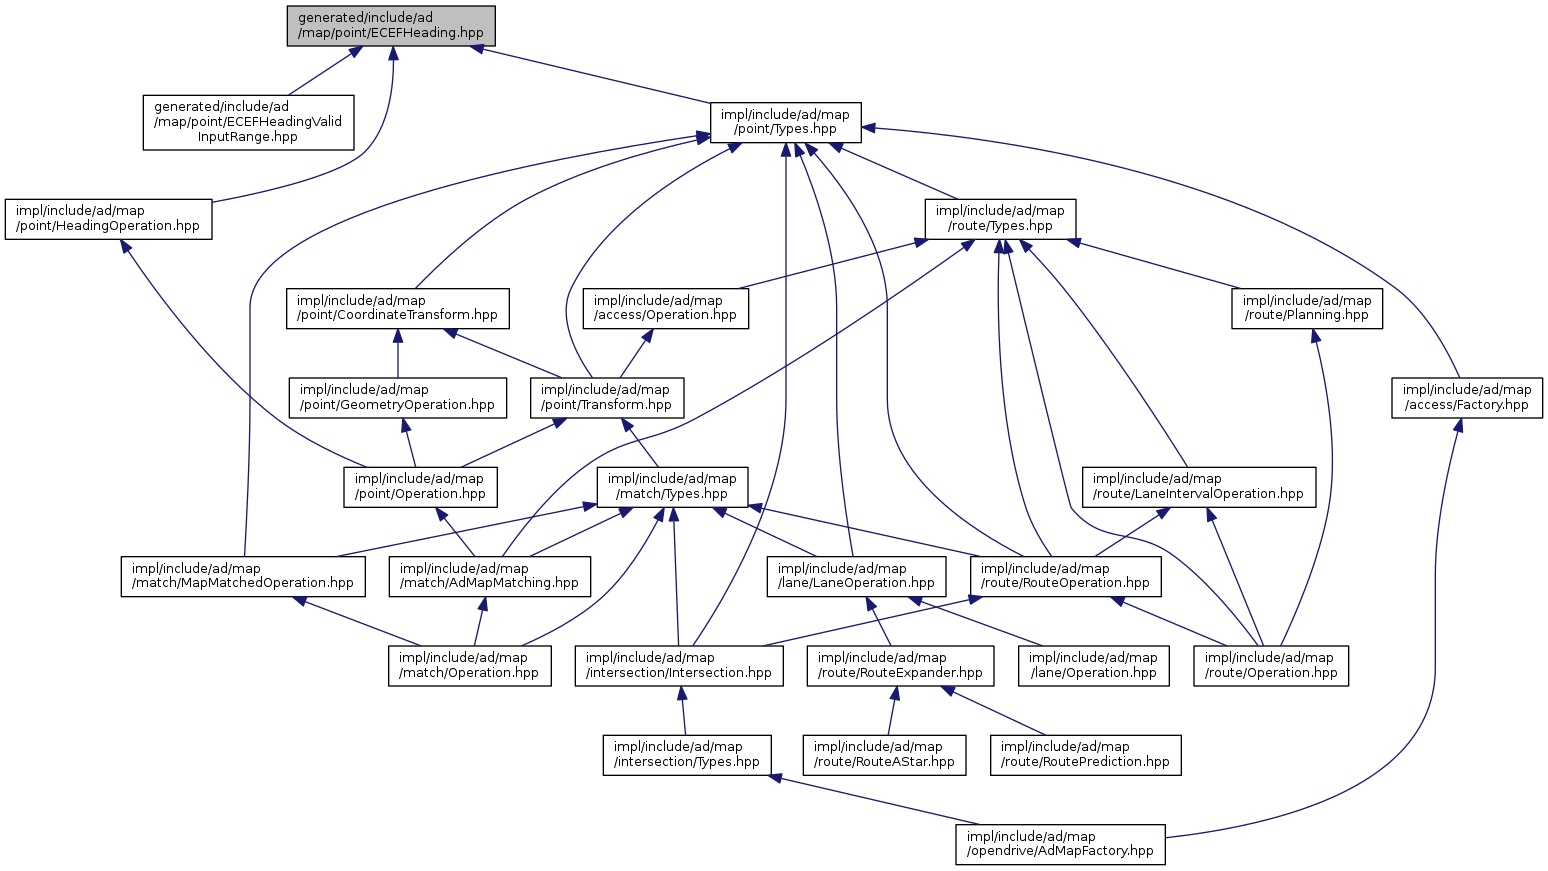 generated/include/ad
/map/point/ECEFHeading.hpp
generated/include/ad
/map/point/ECEFHeadingValid
InputRange.hpp
impl/include/ad/map
/point/Types.hpp
impl/include/ad/map
/point/HeadingOperation.hpp
impl/include/ad/map
/route/Types.hpp
impl/include/ad/map
/point/CoordinateTransform.hpp
impl/include/ad/map
/access/Operation.hpp
impl/include/ad/map
/route/Planning.hpp
impl/include/ad/map
/point/GeometryOperation.hpp
impl/include/ad/map
/point/Transform.hpp
impl/include/ad/map
/access/Factory.hpp
impl/include/ad/map
/point/Operation.hpp
impl/include/ad/map
/match/Types.hpp
impl/include/ad/map
/route/LaneIntervalOperation.hpp
impl/include/ad/map
/match/MapMatchedOperation.hpp
impl/include/ad/map
/match/AdMapMatching.hpp
impl/include/ad/map
/lane/LaneOperation.hpp
impl/include/ad/map
/route/RouteOperation.hpp
impl/include/ad/map
/match/Operation.hpp
impl/include/ad/map
/intersection/Intersection.hpp
impl/include/ad/map
/route/RouteExpander.hpp
impl/include/ad/map
/lane/Operation.hpp
impl/include/ad/map
/route/Operation.hpp
impl/include/ad/map
/intersection/Types.hpp
impl/include/ad/map
/route/RouteAStar.hpp
impl/include/ad/map
/route/RoutePrediction.hpp
impl/include/ad/map
/opendrive/AdMapFactory.hpp